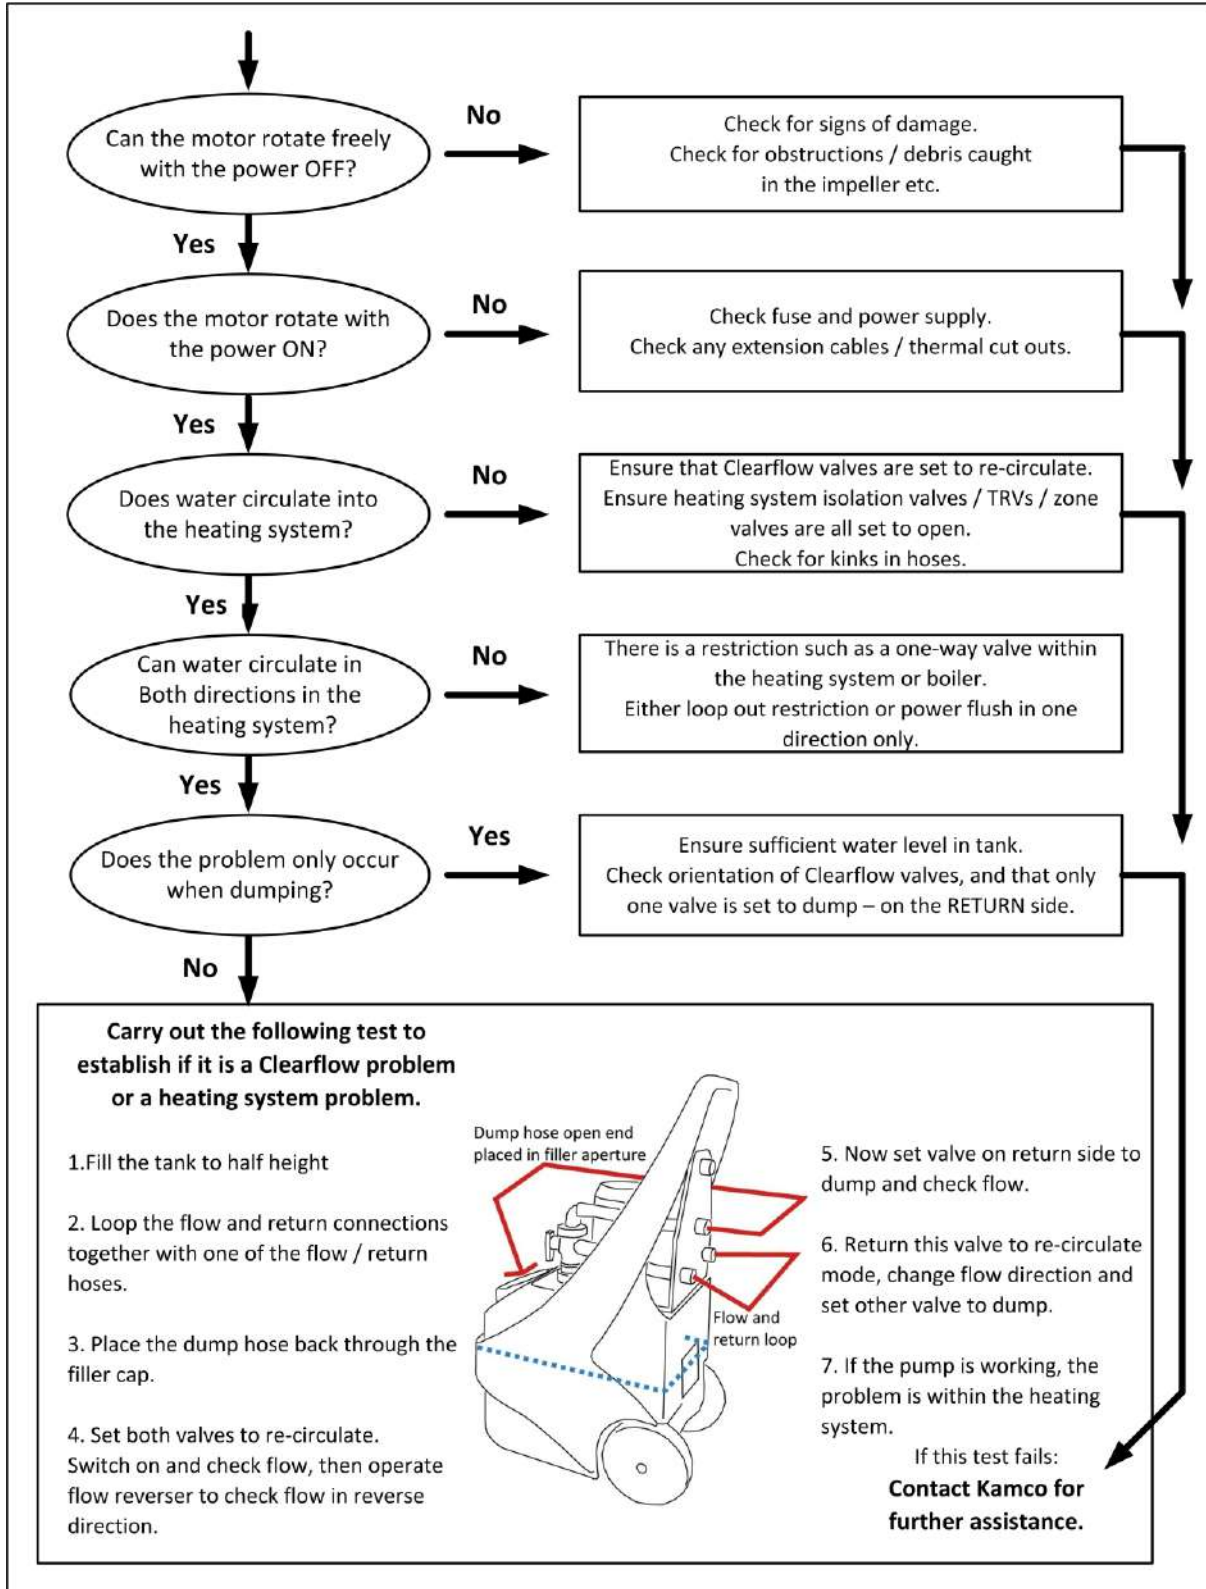 Can the motor rotate freely
with the power OFF?
No
Check for signs of damage.
Check for obstructions / debris caught
in the impeller etc.
Yes
Does the motor rotate with
the power ON?
No
Check fuse and power supply.
Check any extension cables / thermal cut outs.
Yes
Does water circulate into
the heating system?
No
Ensure that Clearflow valves are set to re-circulate.
Ensure heating system isolation valves / TRVs / zone
valves are all set to open.
Check for kinks in hoses.
Yes
Can water circulate in
Both directions in the
heating system?
No
There is a restriction such as a one-way valve within
the heating system or boiler.
Either loop out restriction or power flush in one
direction only.
Yes
Does the problem only occur
when dumping?
Yes
Ensure sufficient water level in tank.
Check orientation of Clearflow valves, and that only
one valve is set to dump – on the RETURN side.
No
Carry out the following test to
establish if it is a Clearflow problem
or a heating system problem.
1.Fill the tank to half height
2. Loop the flow and return connections
together with one of the flow / return
hoses.
3. Place the dump hose back through the
filler cap.
4. Set both valves to re-circulate.
Switch on and check flow, then operate
flow reverser to check flow in reverse
direction.
Dump hose open end
placed in filler aperture
Flow and
return loop
5. Now set valve on return side to
dump and check flow.
6. Return this valve to re-circulate
mode, change flow direction and
set other valve to dump.
7. If the pump is working, the
problem is within the heating
system.
If this test fails:
Contact Kamco for
further assistance.